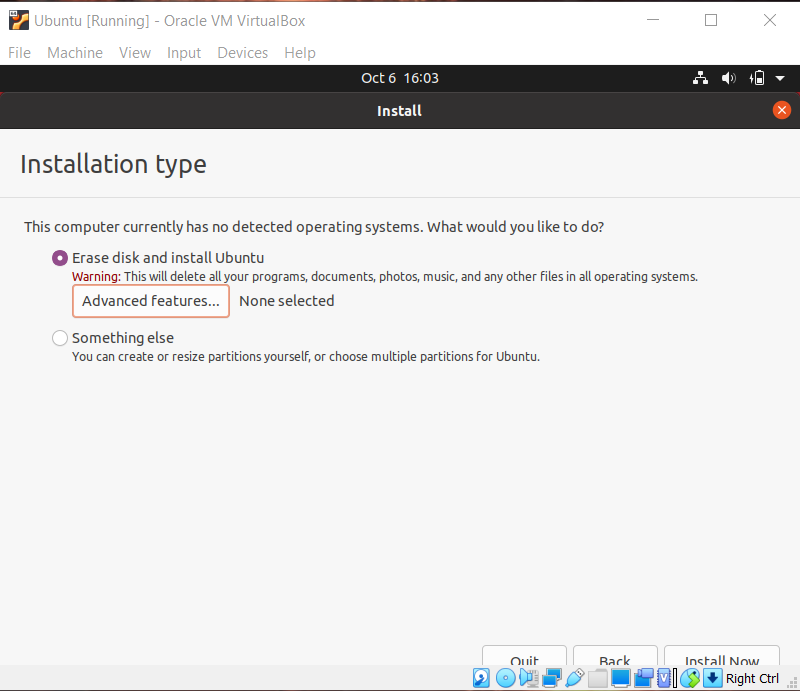 Ubuntu [Running] - Oracle VM VirtualBox
File Machine View Input Devices Help
Oct 6 16:03
Install
Installation type
This computer currently has no detected operating systems. What would you like to do?
Erase disk and install Ubuntu
Warning: This will delete all your programs, documents, photos, music, and any other files in all operating systems.
Advanced features... None selected
Something else
You can create or resize partitions yourself, or choose multiple partitions for Ubuntu.
Quit Back Install Now
Right Ctrl